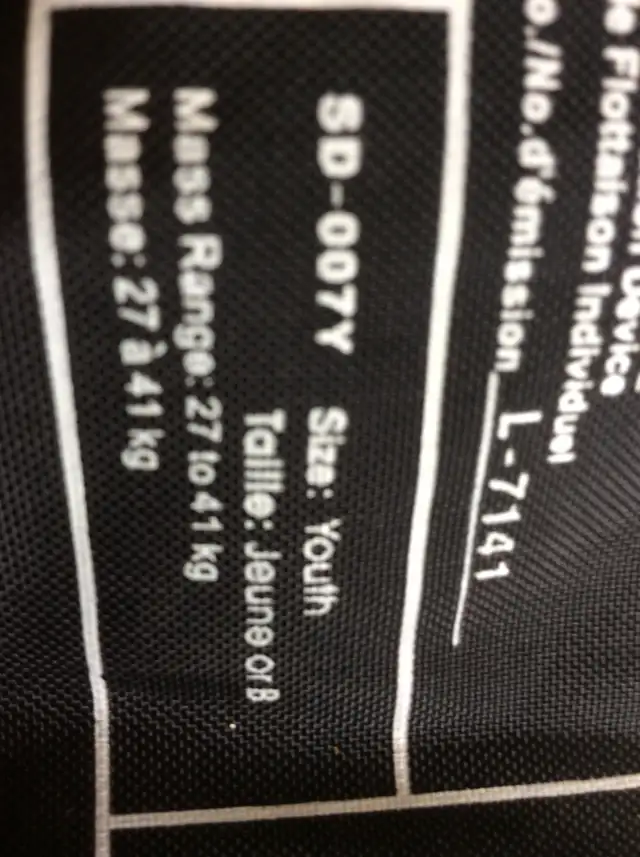 Device
Flottaison Individuel
o./No.d'émission L-7141
SD-007Y Size: Youth
Taille: Jeune or B
Mass Range: 27 to 41 kg
Masse: 27 à 41 kg